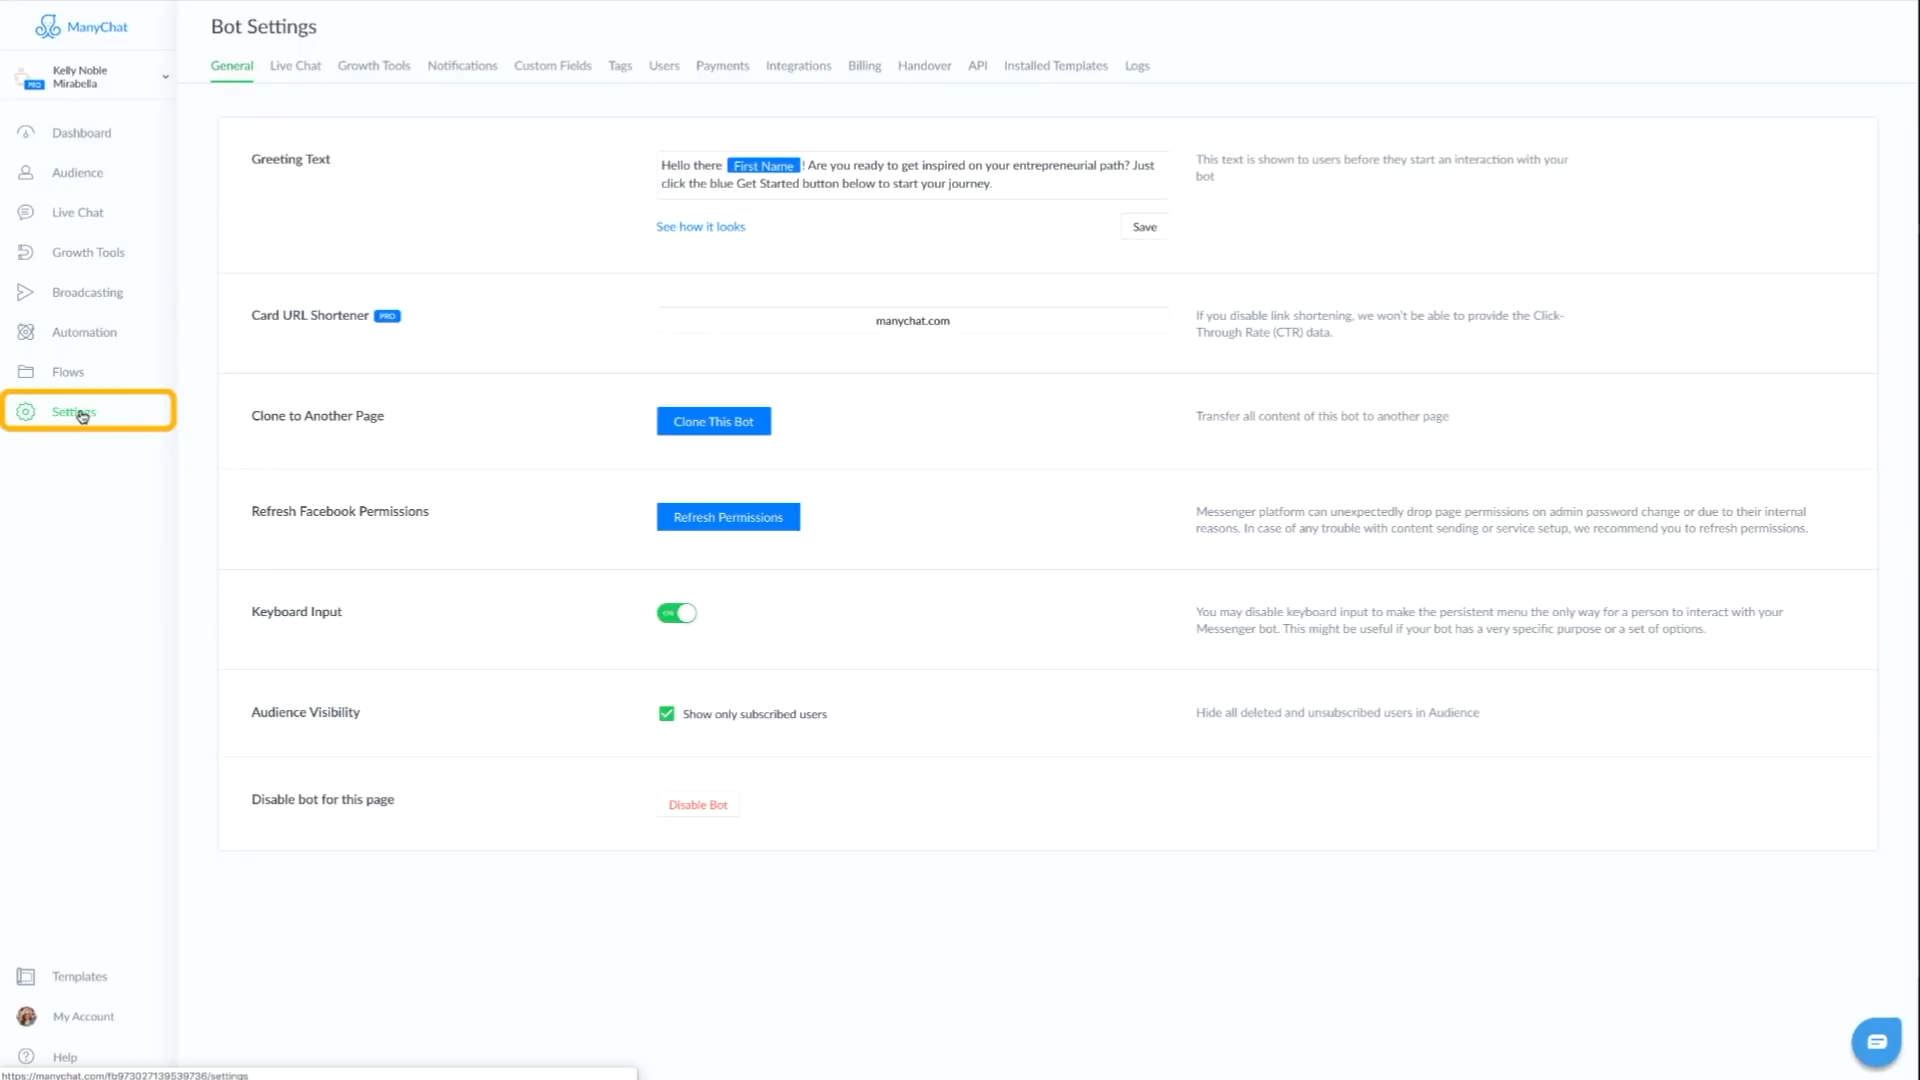 ManyChat
Kelly Noble
Mirabella
PRO
Dashboard
Audience
Live Chat
Growth Tools
Broadcasting
Automation
Flows
Settings
Templates
My Account
Help
https://manychat.com/fb973027139539736/settings
Bot Settings
General Live Chat Growth Tools Notifications Custom Fields Tags Users Payments Integrations Billing Handover API Installed Templates Logs
Greeting Text
Hello there First Name ! Are you ready to get inspired on your entrepreneurial path? Just
click the blue Get Started button below to start your journey.
See how it looks
Save
This text is shown to users before they start an interaction with your
bot
Card URL Shortener PRO
manychat.com
If you disable link shortening, we won't be able to provide the Click-
Through Rate (CTR) data.
Clone to Another Page
Clone This Bot
Transfer all content of this bot to another page
Refresh Facebook Permissions
Refresh Permissions
Messenger platform can unexpectedly drop page permissions on admin password change or due to their internal
reasons. In case of any trouble with content sending or service setup, we recommend you to refresh permissions.
Keyboard Input
ON
You may disable keyboard input to make the persistent menu the only way for a person to interact with your
Messenger bot. This might be useful if your bot has a very specific purpose or a set of options.
Audience Visibility
Show only subscribed users
Hide all deleted and unsubscribed users in Audience
Disable bot for this page
Disable Bot